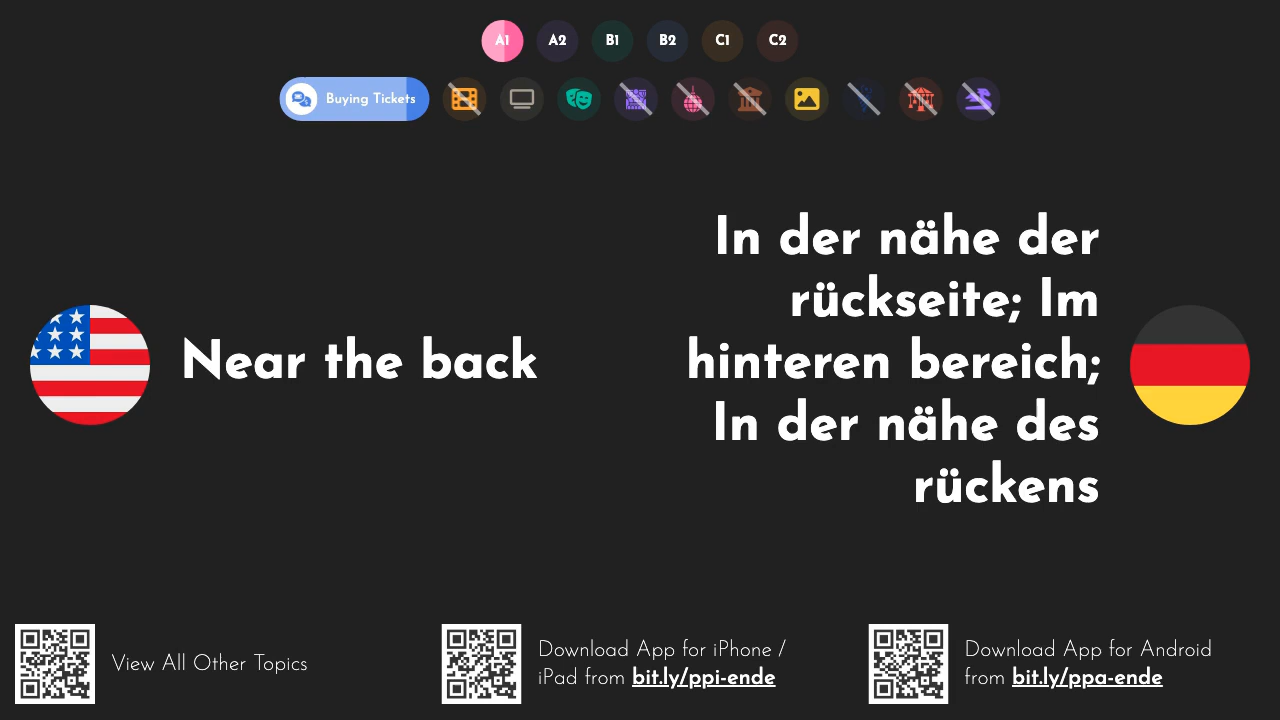 A1 A2 B1 B2 C1 C2
Buying Tickets
Near the back
In der nähe der
rückseite; Im
hinteren bereich;
In der nähe des
rückens
View All Other Topics
Download App for iPhone /
iPad from bit.ly/ppi-ende
Download App for Android
from bit.ly/ppa-ende